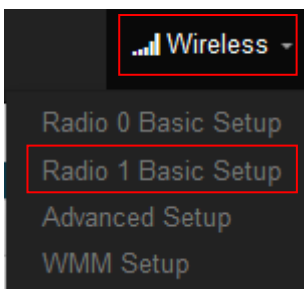 Wireless
Radio 0 Basic Setup
Radio 1 Basic Setup
Advanced Setup
WMM Setup